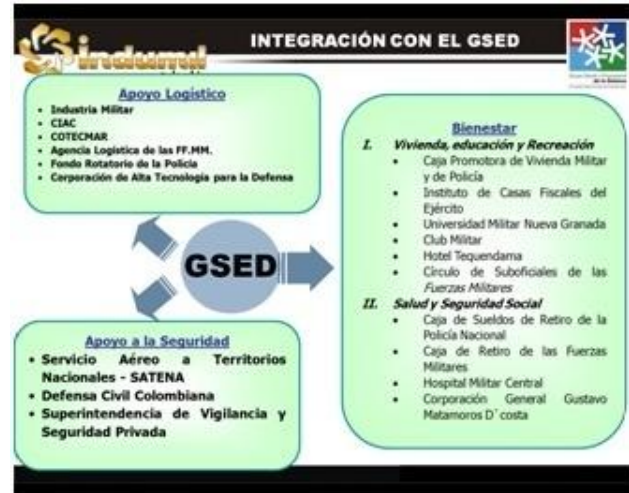 indumil
INTEGRACIÓN CON EL GSED
de la Defensa
Apoyo Logístico
• Industria Militar
• CIAC
• COTECMAR
• Agencia Logística de las FF.MM.
• Fondo Rotatorio de la Policía
• Corporación de Alta Tecnología para la Defensa
GSED
Apoyo a la Seguridad
• Servicio Aéreo a Territorios
Nacionales - SATENA
• Defensa Civil Colombiana
• Superintendencia de Vigilancia y
Seguridad Privada
Bienestar
I. Vivienda, educación y Recreación
• Caja Promotora de Vivienda Militar
y de Policía
• Instituto de Casas Fiscales del
Ejército
• Universidad Militar Nueva Granada
• Club Militar
• Hotel Tequendama
• Círculo de Suboficiales de las
Fuerzas Militares
II. Salud y Seguridad Social
• Caja de Sueldos de Retiro de la
Policía Nacional
• Caja de Retiro de las Fuerzas
Militares
• Hospital Militar Central
• Corporación General Gustavo
Matamoros D´costa